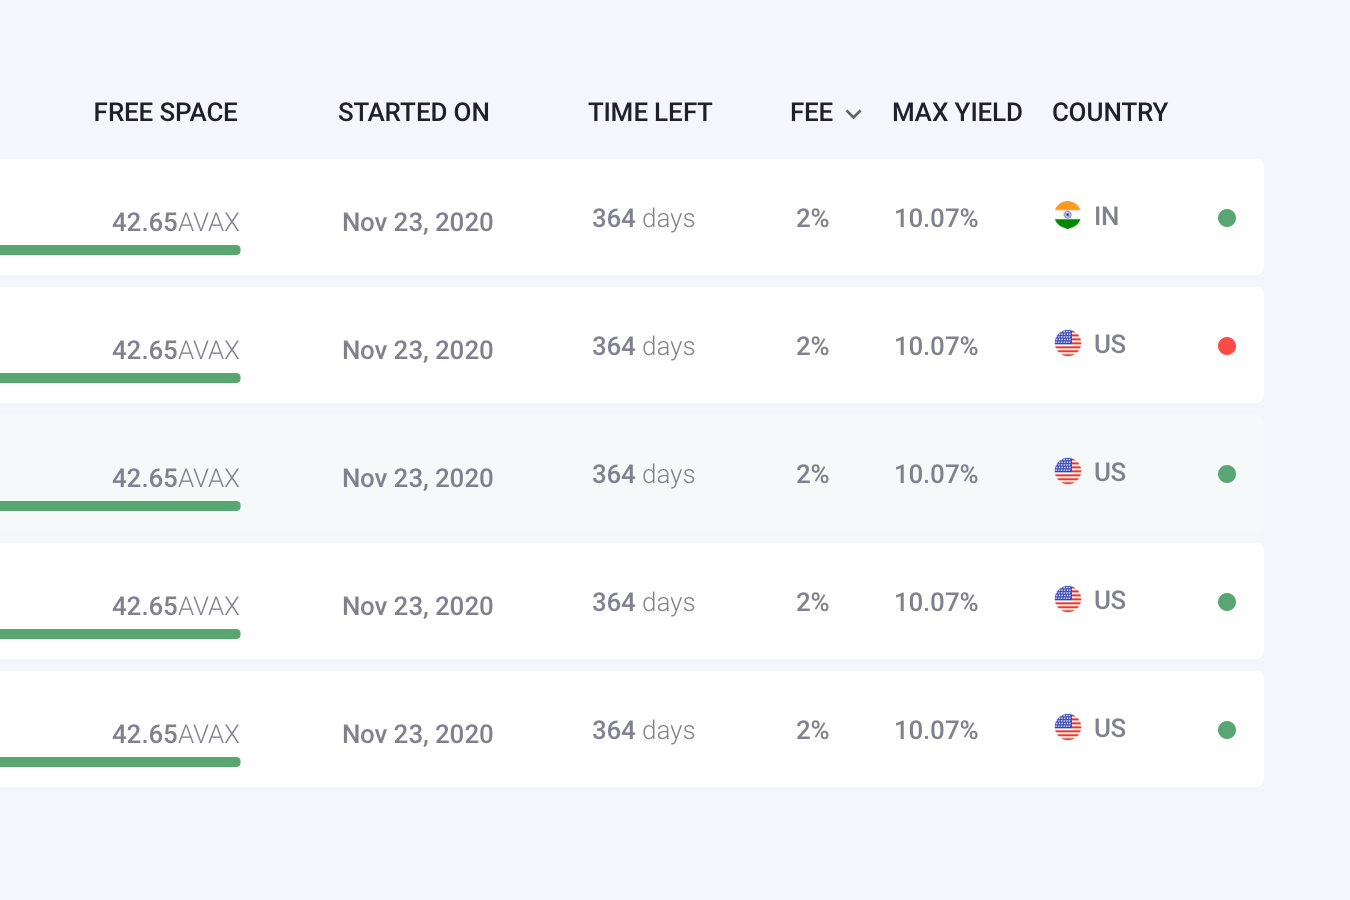 FREE SPACE STARTED ON TIME LEFT FEE MAX YIELD COUNTRY
42.65AVAX Nov 23, 2020 364 days 2% 10.07% IN
42.65AVAX Nov 23, 2020 364 days 2% 10.07% US
42.65AVAX Nov 23, 2020 364 days 2% 10.07% US
42.65AVAX Nov 23, 2020 364 days 2% 10.07% US
42.65AVAX Nov 23, 2020 364 days 2% 10.07% US